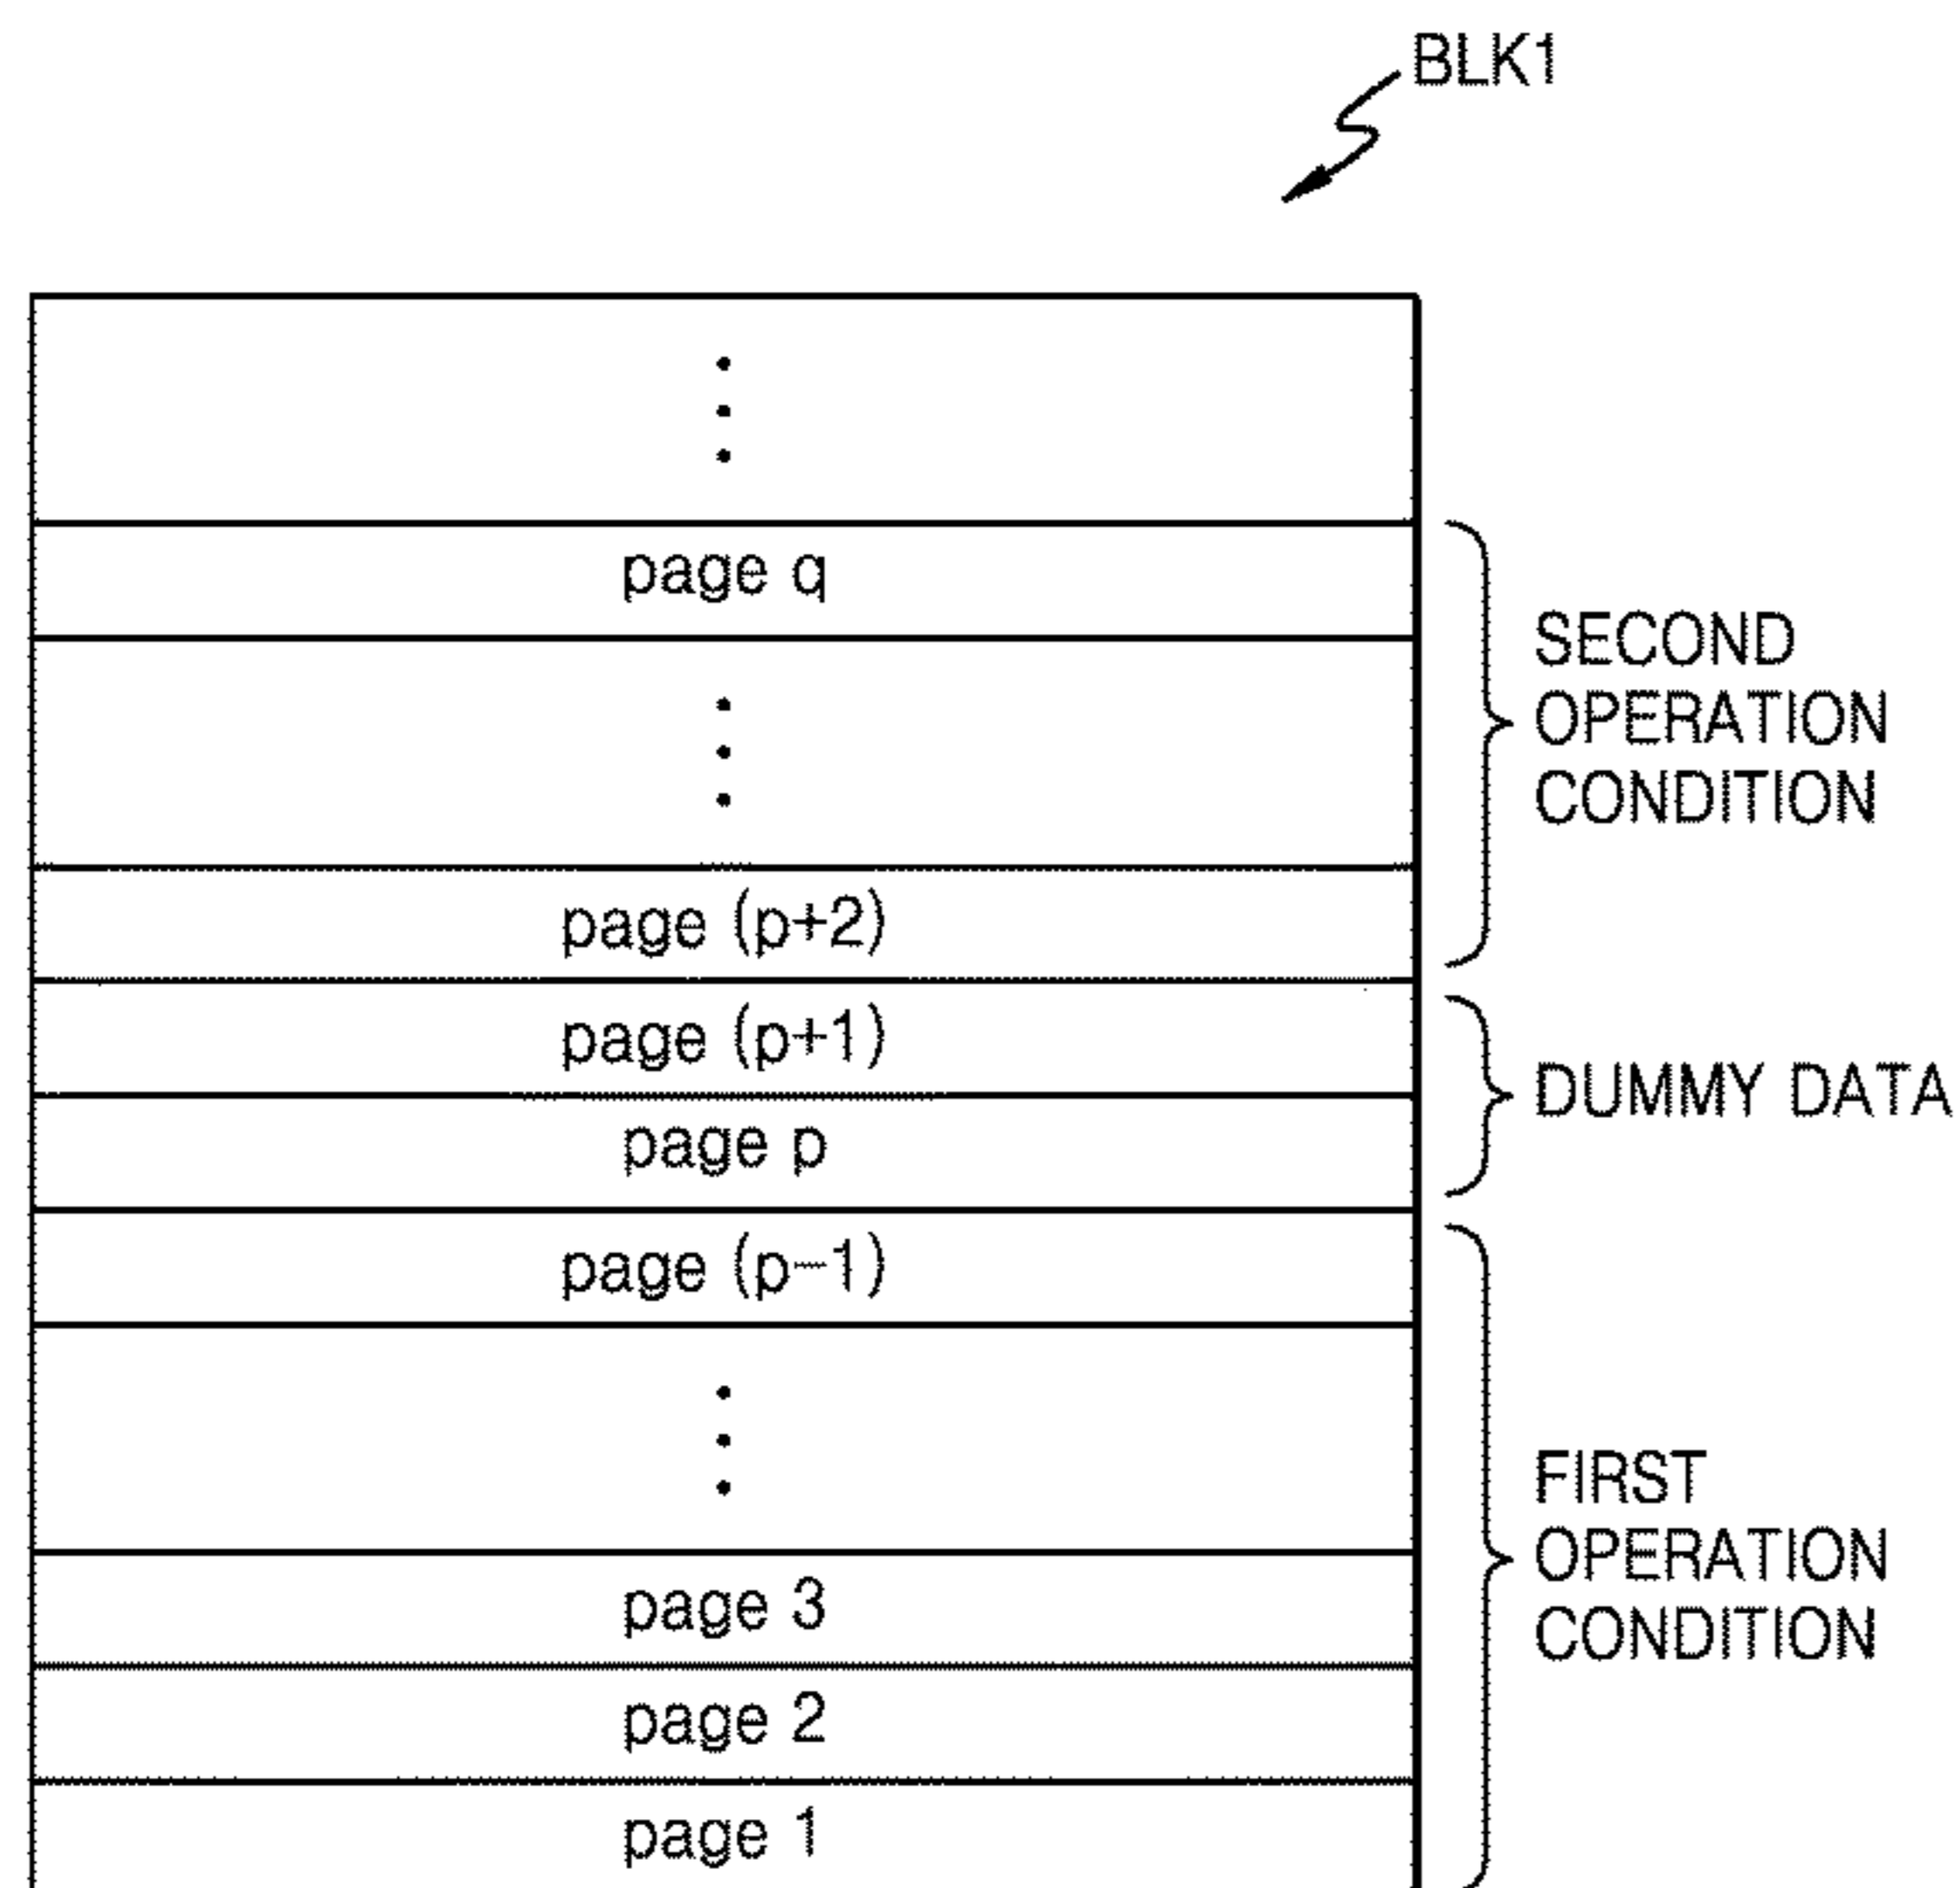 BLK1
page q
SECOND
OPERATION
CONDITION
page (p+2)
page (p+1)
DUMMY DATA
page p
page (p-1)
FIRST
OPERATION
CONDITION
page 3
page 2
page 1